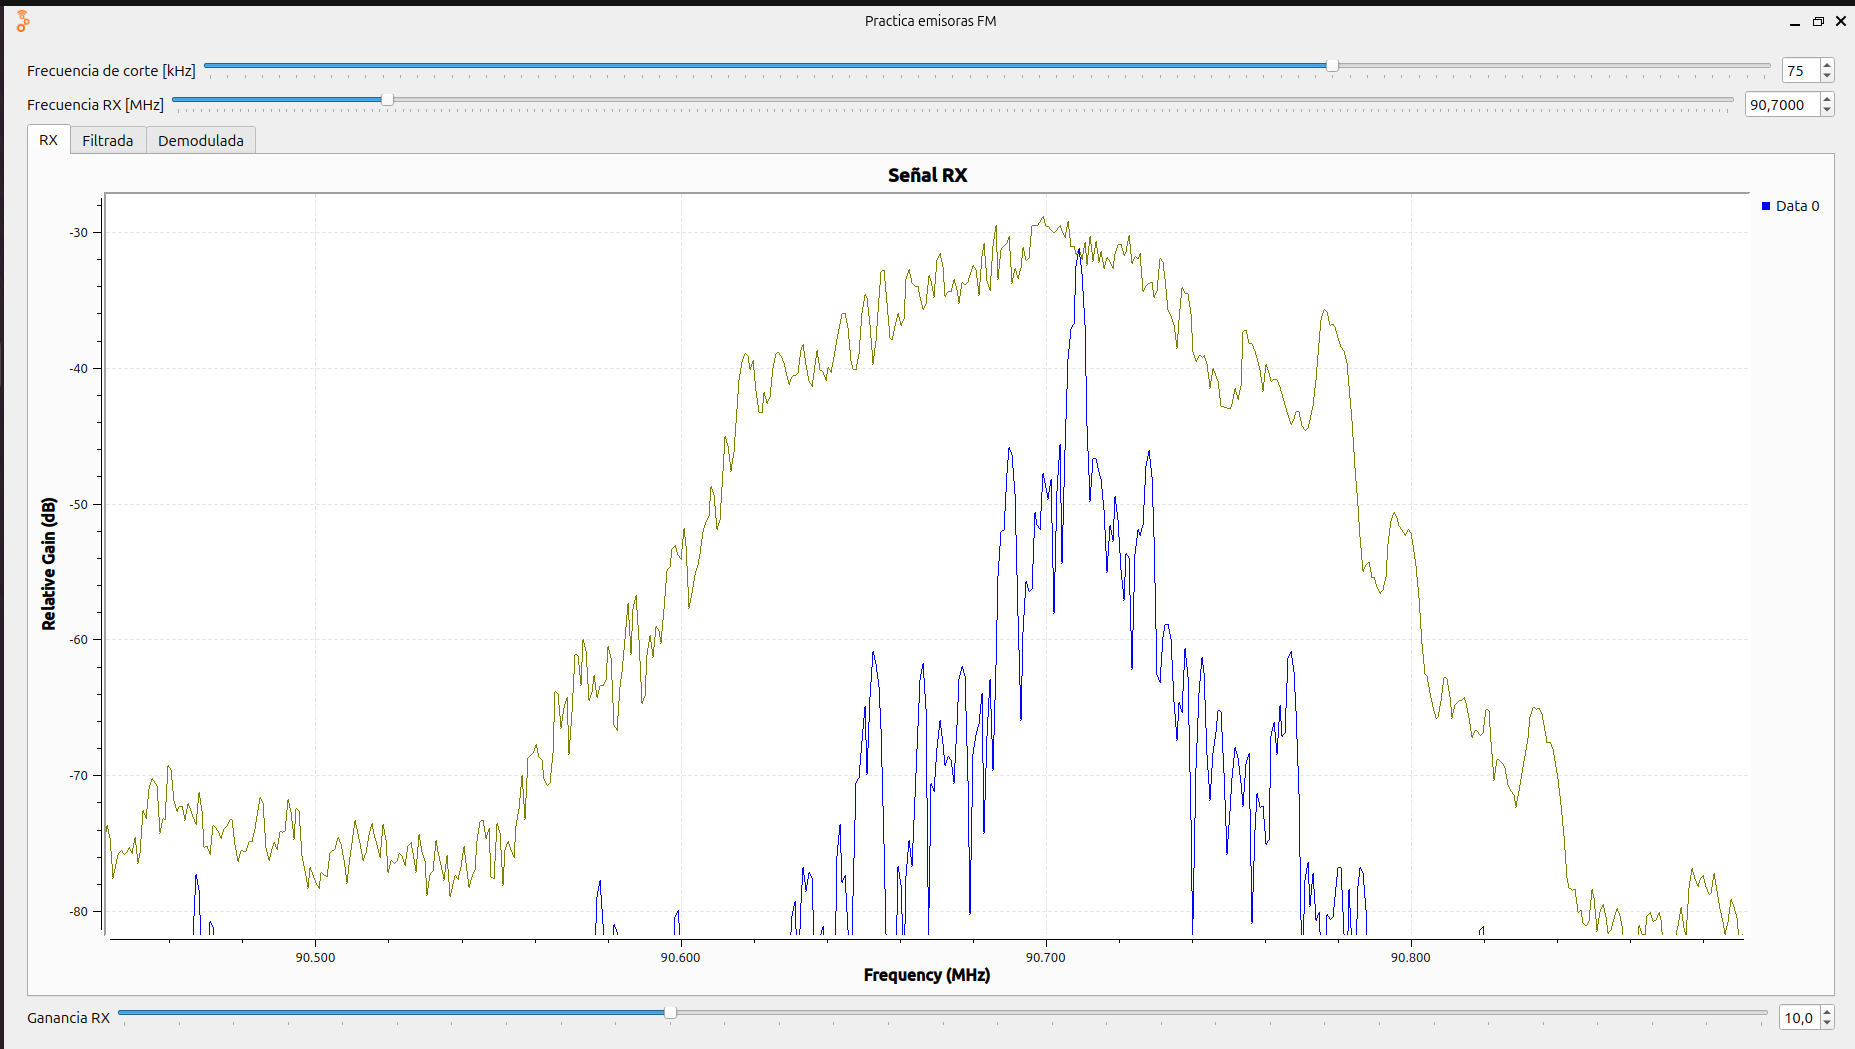 Practica emisoras FM
Frecuencia de corte [kHz]
75
Frecuencia RX [MHz]
90,7000
RX
Filtrada
Demodulada
Señal RX
Data 0
-30
-40
-50
-60
-70
-80
Relative Gain (dB)
90.500
90.600
90.700
90.800
Frequency (MHz)
Ganancia RX
10,0